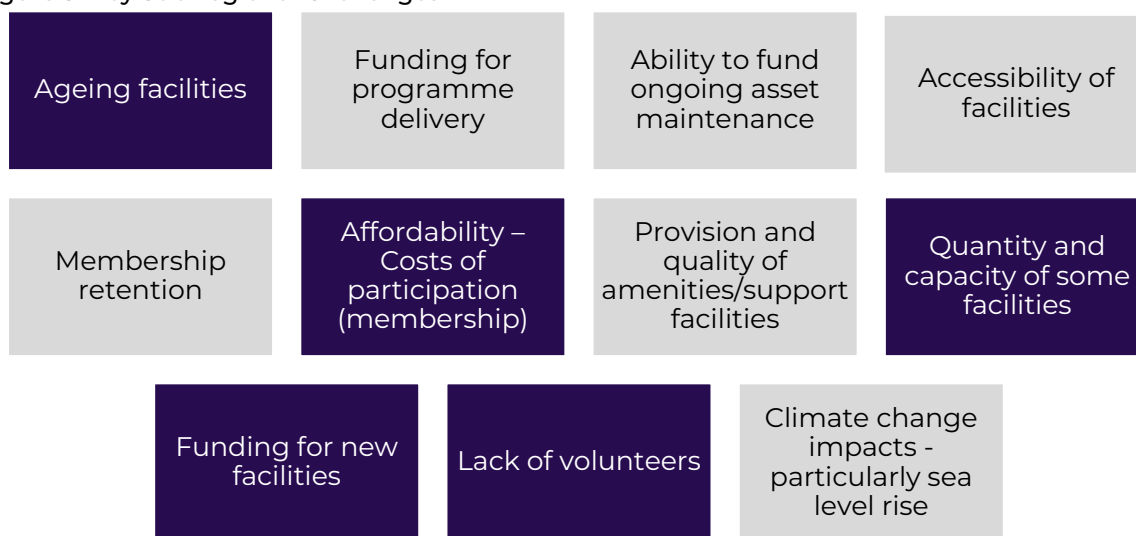 Ageing facilities
Funding for
programme
delivery
Ability to fund
ongoing asset
maintenance
Accessibility of
facilities
Membership
retention
Affordability –
Costs of
participation
(membership)
Provision and
quality of
amenities/support
facilities
Quantity and
capacity of some
facilities
Funding for new
facilities
Lack of volunteers
Climate change
impacts -
particularly sea
level rise